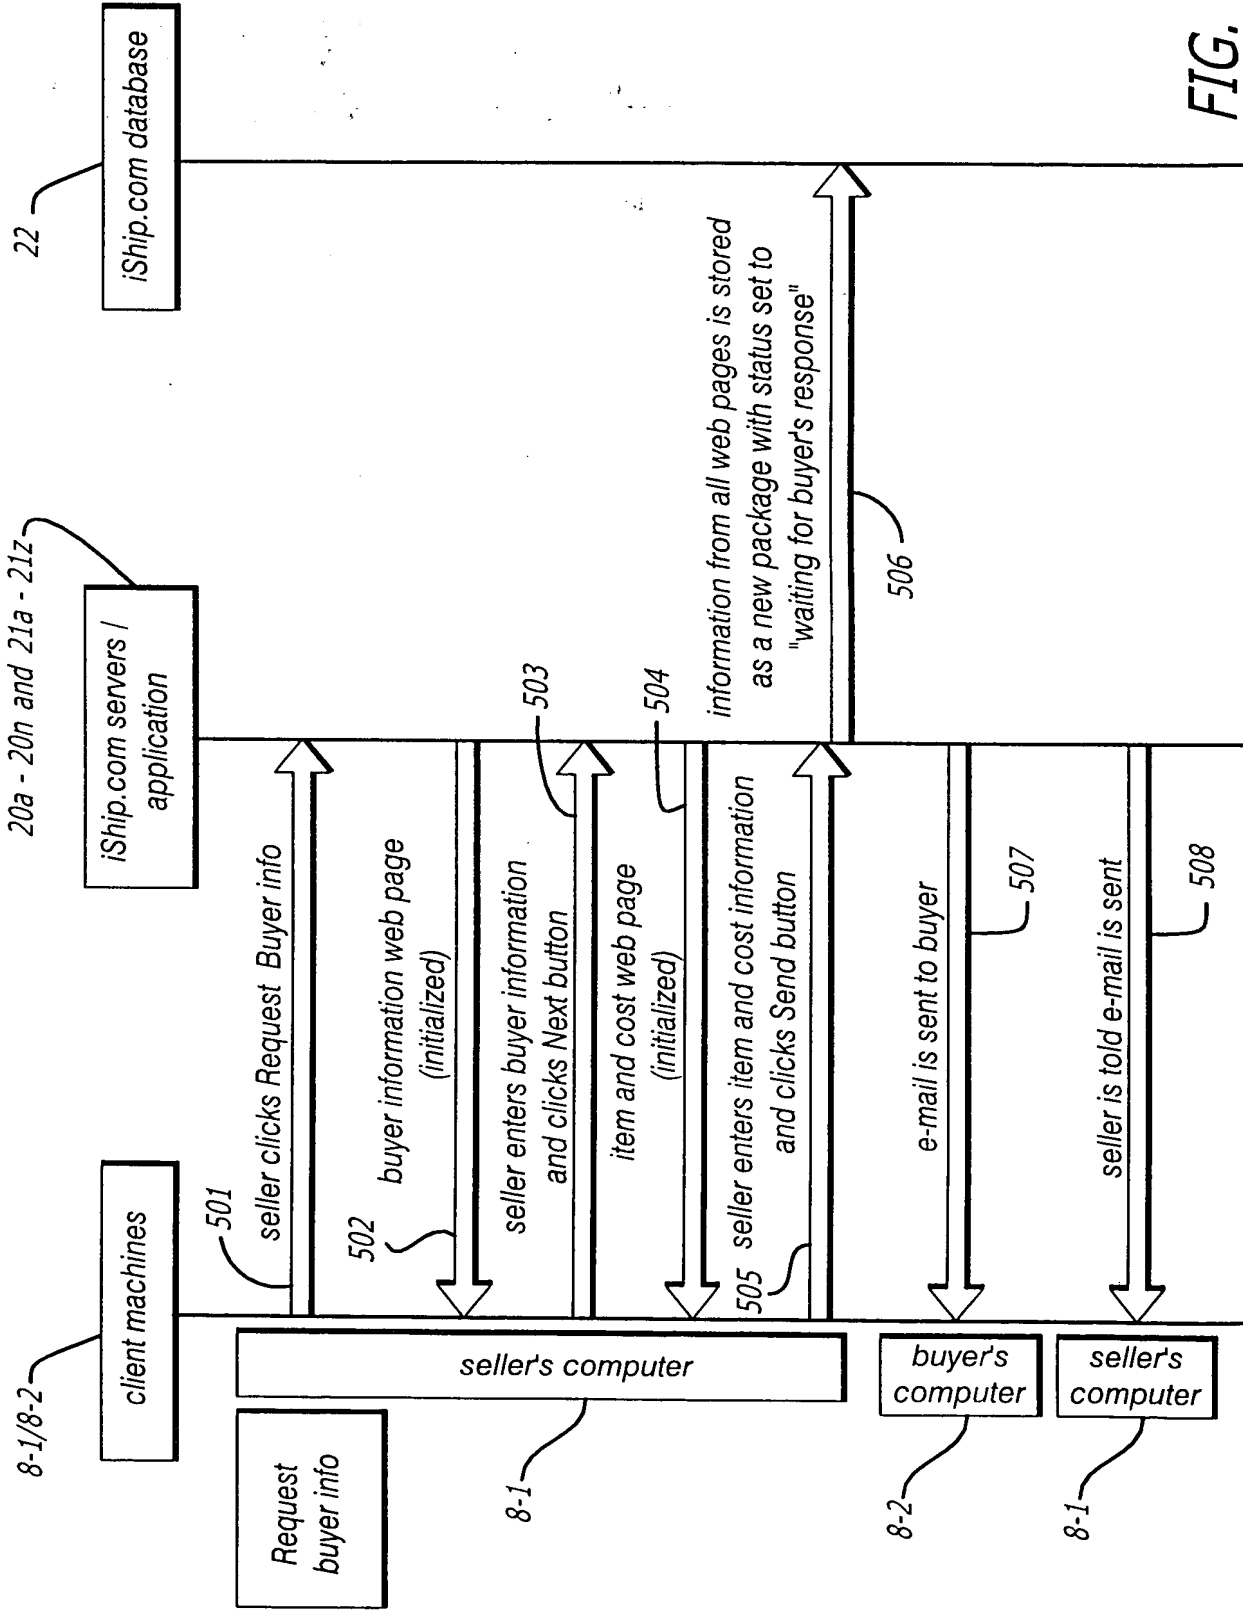 8-1/8-2
client machines
20a - 20n and 21a - 21z
iShip.com servers /
application
22
iShip.com database
Request
buyer info
seller's computer
8-1
501
seller clicks Request Buyer info
502
buyer information web page
(initialized)
seller enters buyer information
and clicks Next button
503
item and cost web page
(initialized)
504
505
seller enters item and cost information
and clicks Send button
information from all web pages is stored
as a new package with status set to
"waiting for buyer's response"
506
buyer's
computer
8-2
e-mail is sent to buyer
507
seller's
computer
8-1
seller is told e-mail is sent
508
FIG.